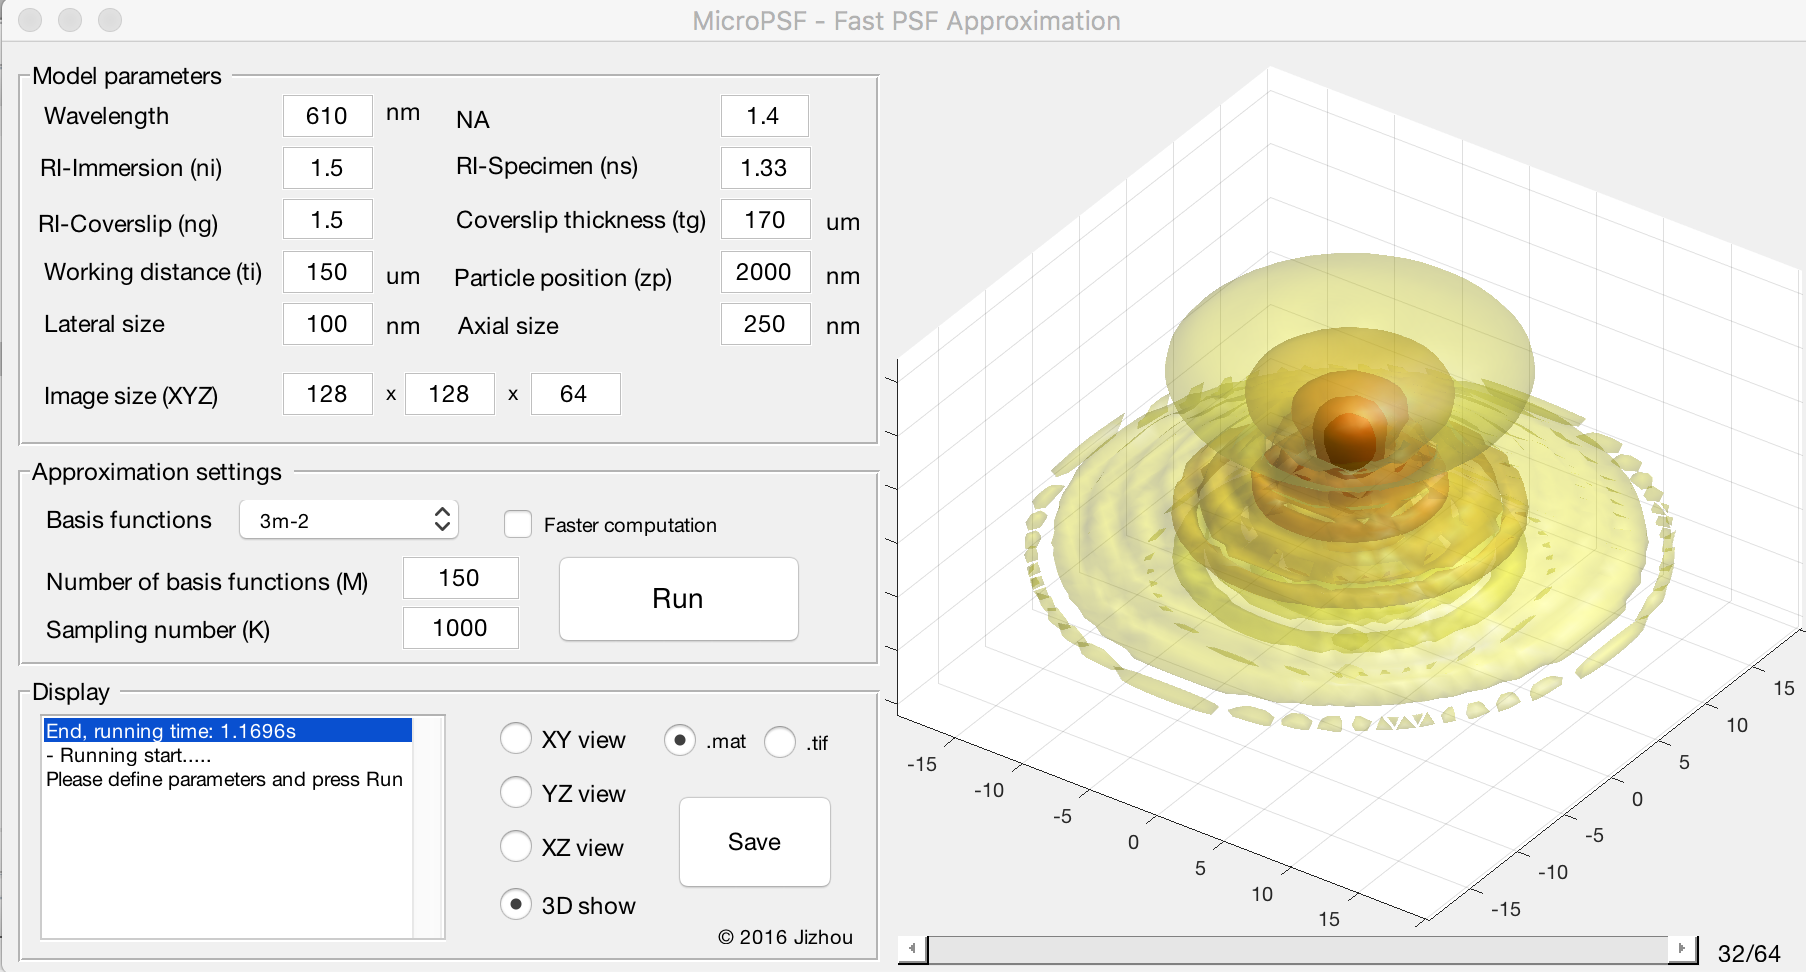 MicroPSF - Fast PSF Approximation
Model parameters
Wavelength 610 nm NA 1.4
RI-Immersion (ni) 1.5 RI-Specimen (ns) 1.33
RI-Coverslip (ng) 1.5 Coverslip thickness (tg) 170 um
Working distance (ti) 150 um Particle position (zp) 2000 nm
Lateral size 100 nm Axial size 250 nm
Image size (XYZ) 128 x 128 x 64
Approximation settings
Basis functions 3m-2 Faster computation
Number of basis functions (M) 150
Sampling number (K) 1000
Run
Display
End, running time: 1.1696s
- Running start.....
Please define parameters and press Run
XY view .mat .tif
YZ view
XZ view
3D show
Save
© 2016 Jizhou
-15
-10
-5
0
5
10
15
15
10
5
0
-5
-10
-15
32/64